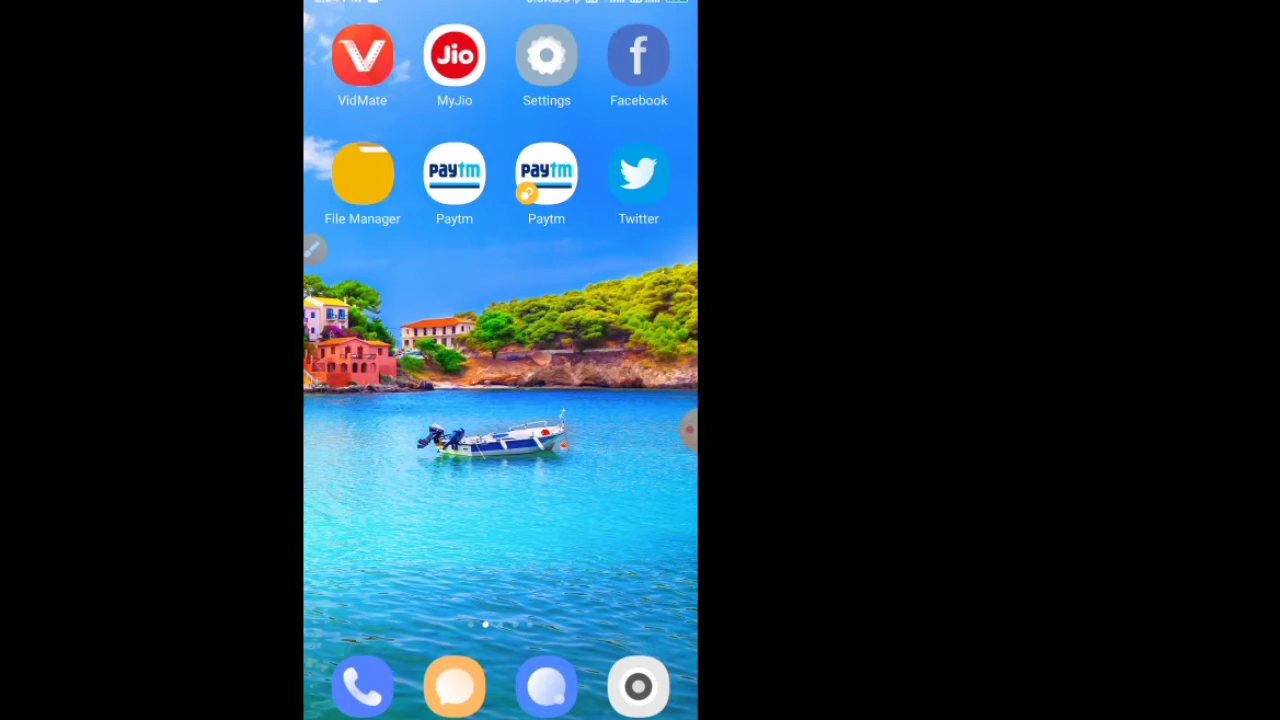 VidMate
Jio
MyJio
Settings
f
Facebook
File Manager
paytm
Paytm
paytm
Paytm
Twitter